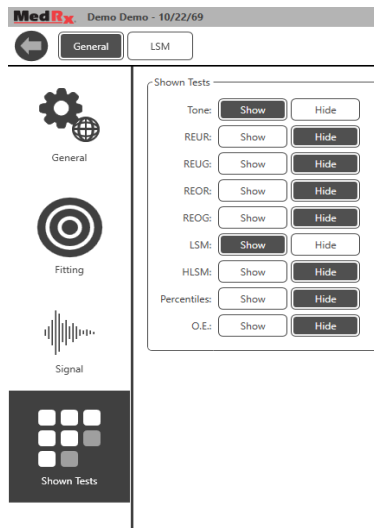 MedRx Demo Demo - 10/22/69
General LSM
General
Fitting
Signal
Shown Tests
Shown Tests
Tone: Show Hide
REUR: Show Hide
REUG: Show Hide
REOR: Show Hide
REOG: Show Hide
LSM: Show Hide
HLSM: Show Hide
Percentiles: Show Hide
O.E.: Show Hide